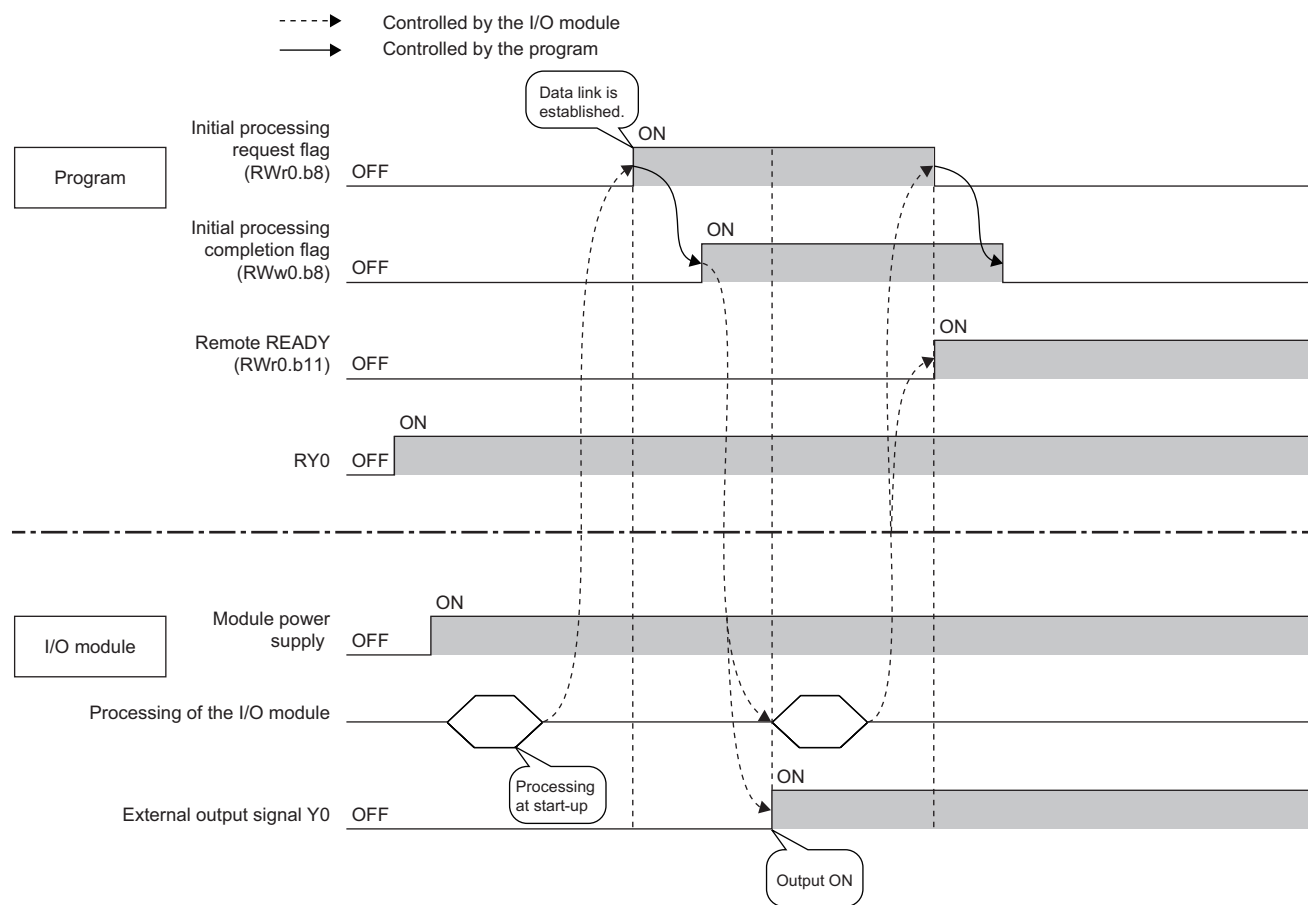 Controlled by the I/O module
Controlled by the program
Data link is
established.
Initial processing
request flag
(RWr0.b8)
ON
OFF
Program
Initial processing
completion flag
(RWw0.b8)
ON
OFF
Remote READY
(RWr0.b11)
ON
OFF
ON
RY0
OFF
ON
Module power
supply
OFF
I/O module
Processing of the I/O module
Processing
at start-up
ON
External output signal Y0
OFF
Output ON